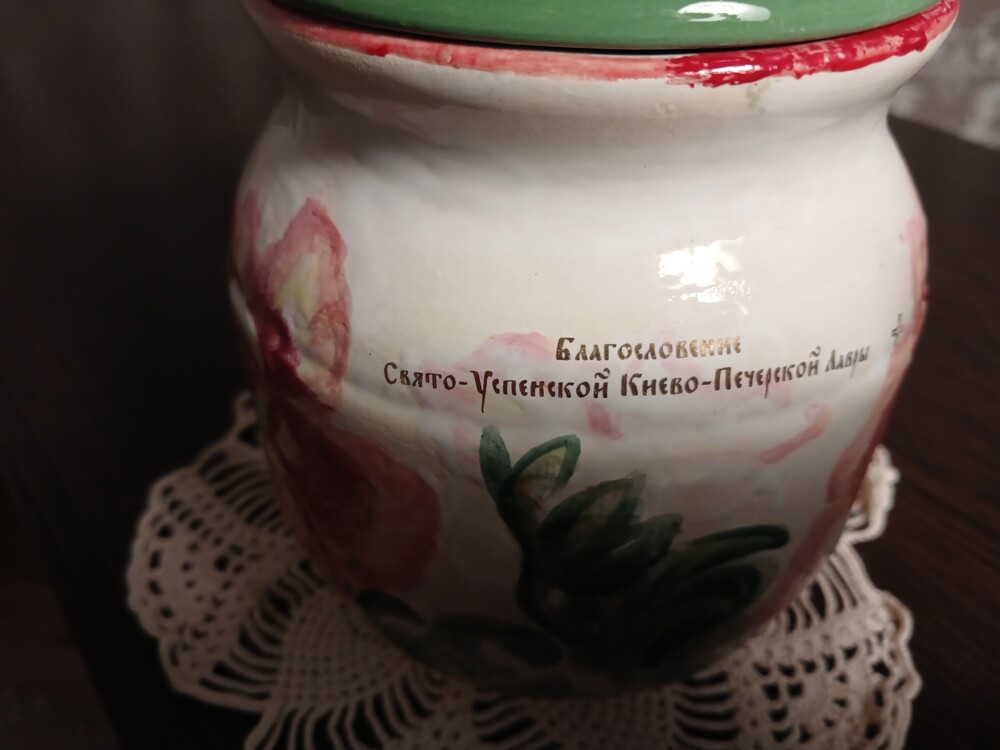 Благословение
Свято-Успенской Киево-Печерской Лавры